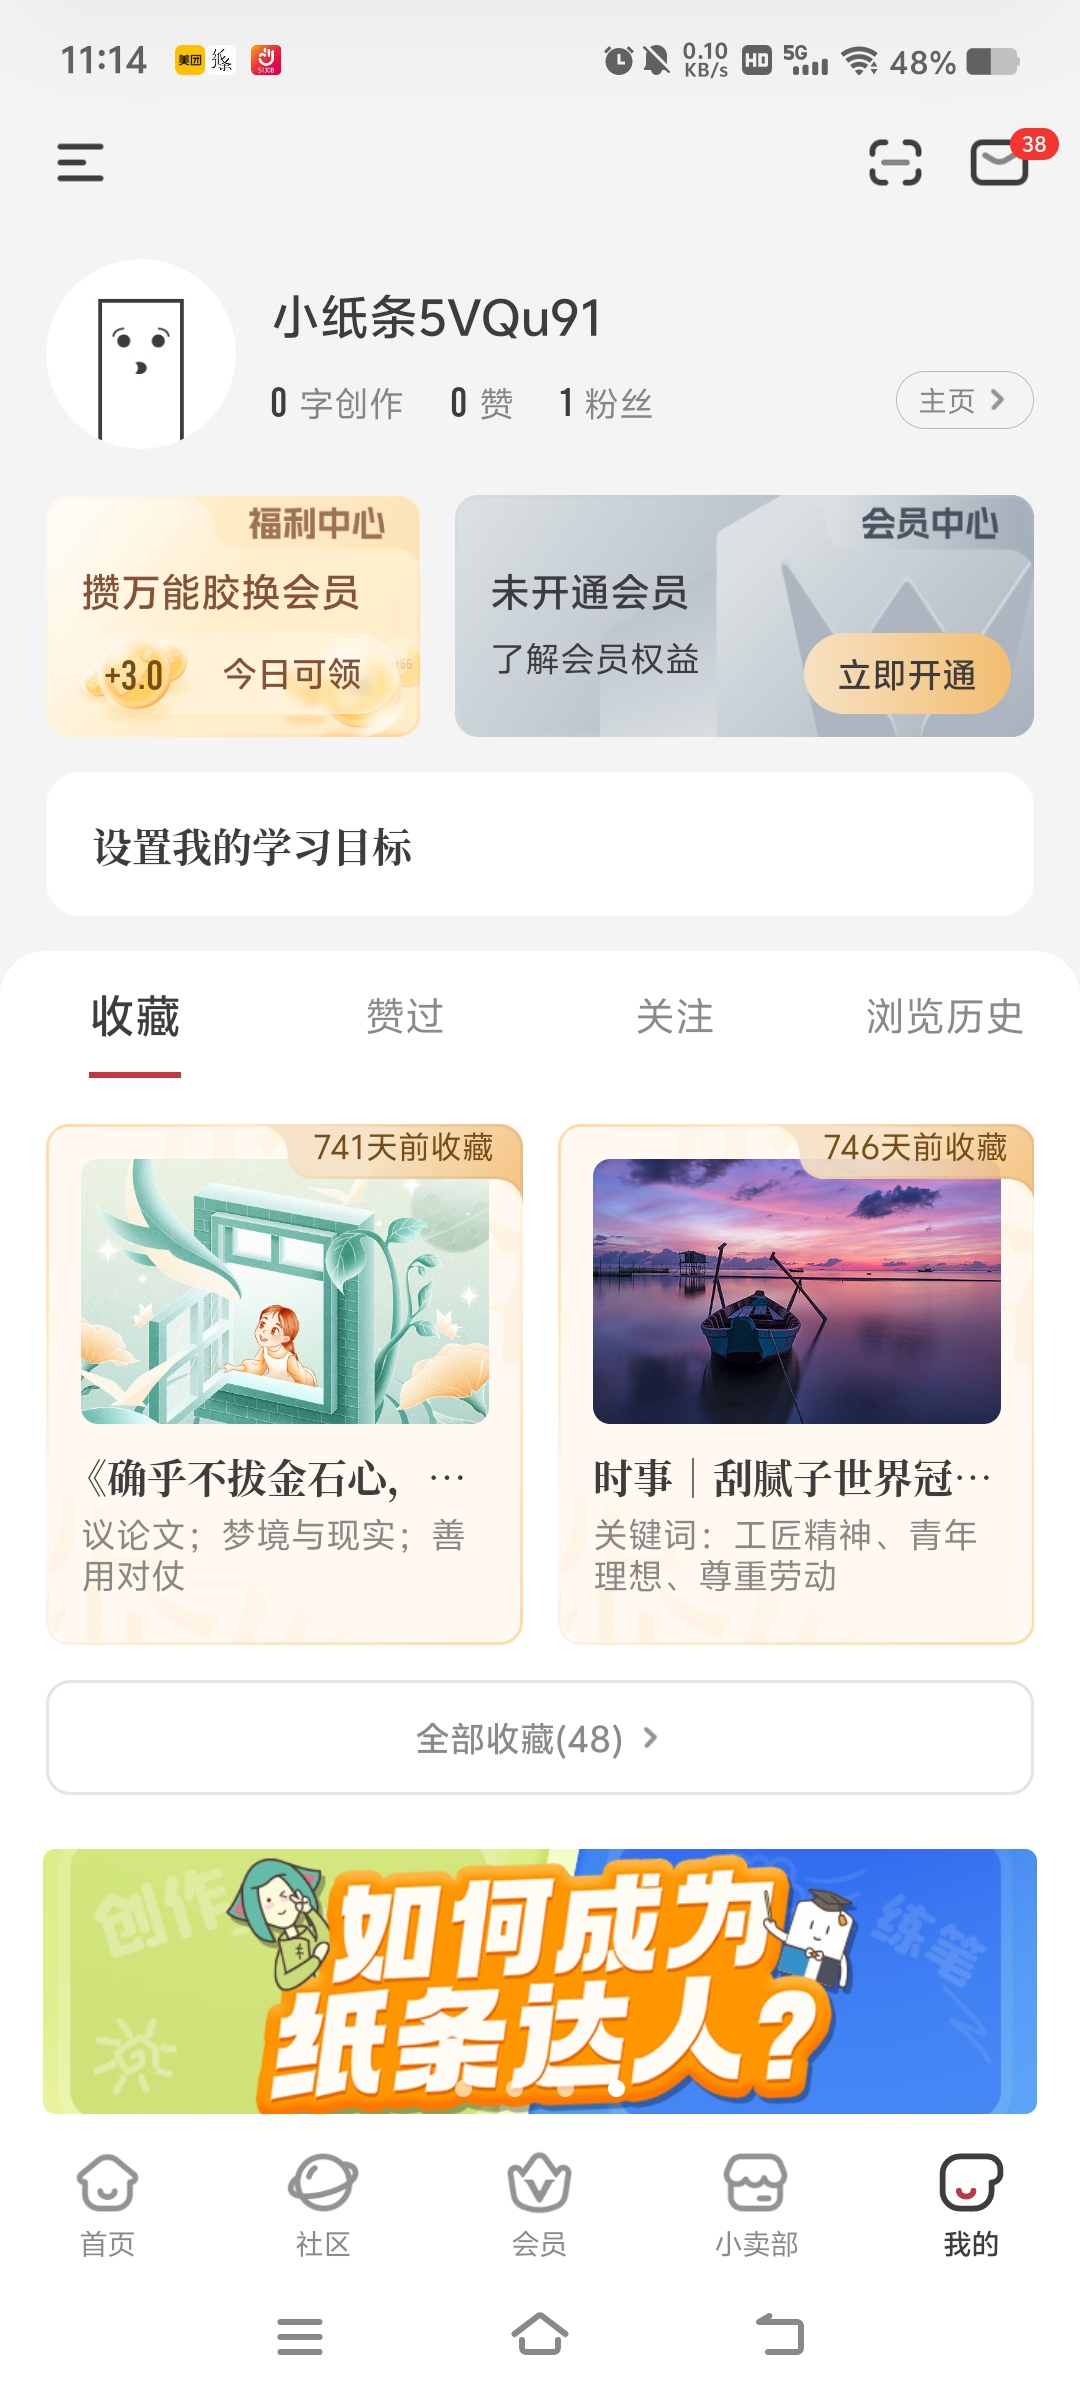 11:14
美团
纸条
51JOB
0.10
KB/s
HD
5G
48%
38
小纸条5VQu91
0 字创作 0 赞 1 粉丝
主页
福利中心
攒万能胶换会员
+3.0 今日可领
会员中心
未开通会员
了解会员权益
立即开通
设置我的学习目标
收藏 赞过 关注 浏览历史
741天前收藏
《确乎不拔金石心，…
议论文；梦境与现实；善
用对仗
746天前收藏
时事｜刮腻子世界冠…
关键词：工匠精神、青年
理想、尊重劳动
全部收藏(48)
创作
练笔
如何成为
纸条达人？
首页 社区 会员 小卖部 我的